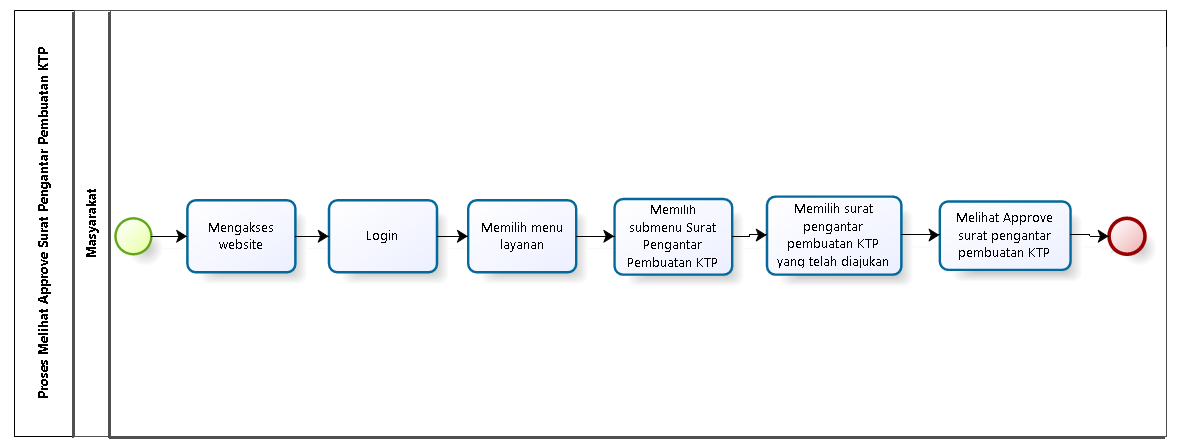 Proses Melihat Approve Surat Pengantar Pembuatan KTP
Masyarakat
Mengakses
website
Login
Memilih menu
layanan
Memilih
submenu Surat
Pengantar
Pembuatan KTP
Memilih surat
pengantar
pembuatan KTP
yang telah diajukan
Melihat Approve
surat pengantar
pembuatan KTP